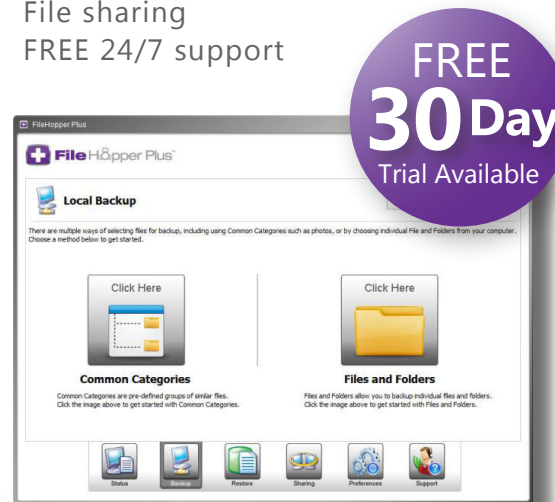 File sharing
FREE 24/7 support
FREE
30 Day
Trial Available
FileHopper Plus
File Höpper Plus™
Local Backup
There are multiple ways of selecting files for backup, including using Common Categories such as photos, or by choosing individual File and Folders from your computer.
Choose a method below to get started.
Click Here
Click Here
Common Categories
Files and Folders
Common Categories are pre-defined groups of similar files.
Click the image above to get started with Common Categories.
Files and Folders allow you to backup individual files and folders.
Click the image above to get started with Files and Folders.
Status
Backup
Restore
Sharing
Preferences
Support